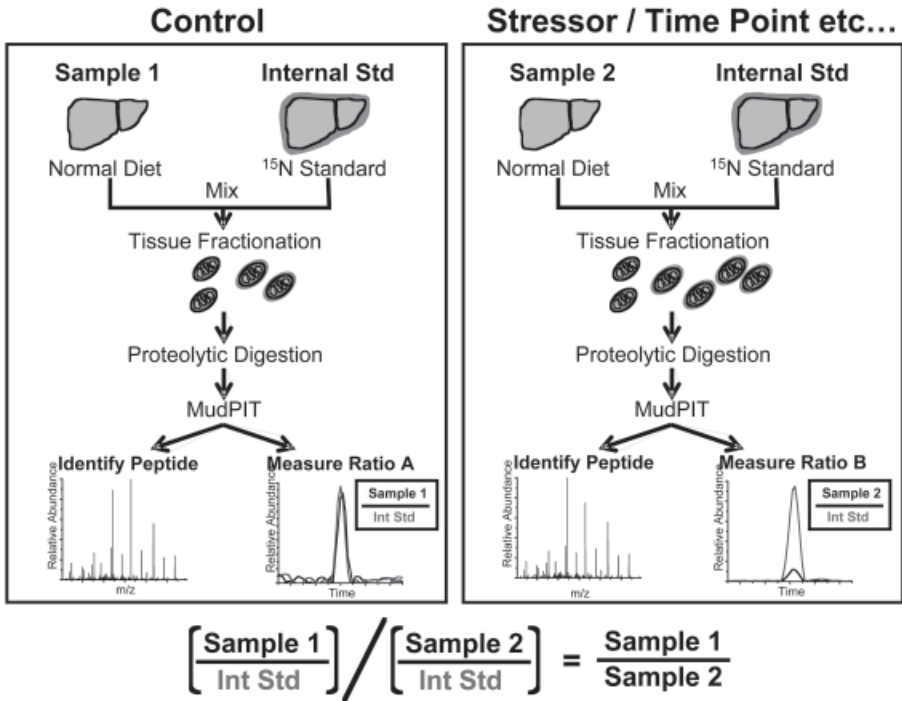 Control
Sample 1
Internal Std
Normal Diet
¹⁵N Standard
Mix
Tissue Fractionation
Proteolytic Digestion
MudPIT
Identify Peptide
Relative Abundance
m/z
Measure Ratio A
Relative Abundance
Sample 1
Int Std
Time
Stressor / Time Point etc...
Sample 2
Internal Std
Normal Diet
¹⁵N Standard
Mix
Tissue Fractionation
Proteolytic Digestion
MudPIT
Identify Peptide
Relative Abundance
m/z
Measure Ratio B
Relative Abundance
Sample 2
Int Std
Time
[Sample 1 / Int Std] / [Sample 2 / Int Std] = Sample 1 / Sample 2